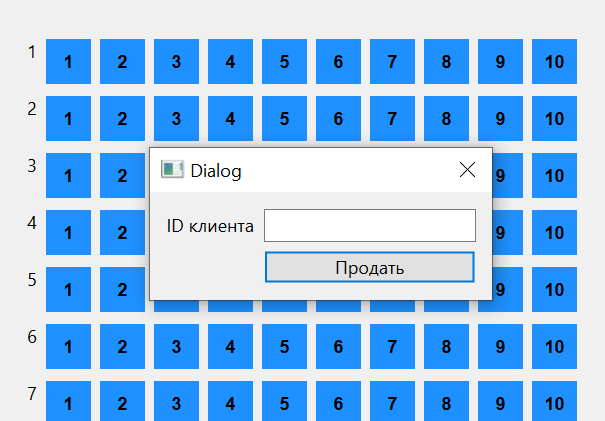 1 1 2 3 4 5 6 7 8 9 10
2 1 2 3 4 5 6 7 8 9 10
Dialog
3 1 2 9 10
ID клиента
4 1 2 9 10
Продать
5 1 2 9 10
6 1 2 3 4 5 6 7 8 9 10
7 1 2 3 4 5 6 7 8 9 10